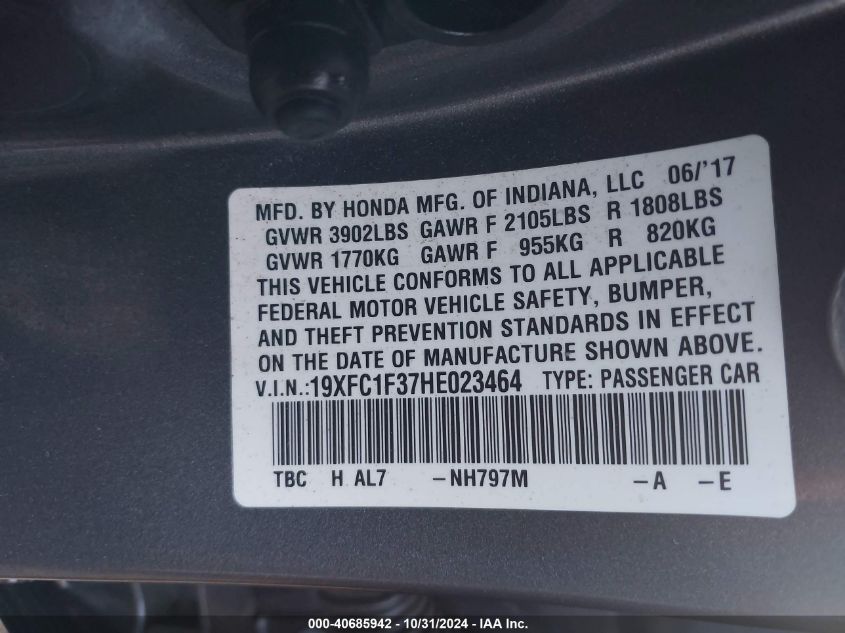 MFD. BY HONDA MFG. OF INDIANA, LLC 06/'17
GVWR 3902LBS GAWR F 2105LBS R 1808LBS
GVWR 1770KG GAWR F 955KG R 820KG
THIS VEHICLE CONFORMS TO ALL APPLICABLE
FEDERAL MOTOR VEHICLE SAFETY, BUMPER,
AND THEFT PREVENTION STANDARDS IN EFFECT
ON THE DATE OF MANUFACTURE SHOWN ABOVE.
V.I.N.:19XFC1F37HE023464 TYPE: PASSENGER CAR
TBC H AL7 -NH797M -A -E
000-40685942 - 10/31/2024 - IAA Inc.